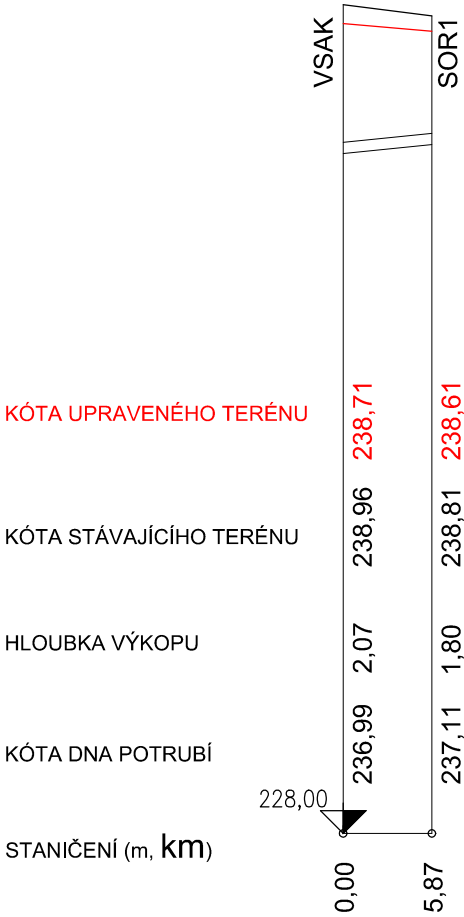 VSAK SOR1
KÓTA UPRAVENÉHO TERÉNU 238,71 238,61
KÓTA STÁVAJÍCÍHO TERÉNU 238,96 238,81
HLOUBKA VÝKOPU 2,07 1,80
KÓTA DNA POTRUBÍ 236,99 237,11
228,00
STANIČENÍ (m, km) 0,00 5,87